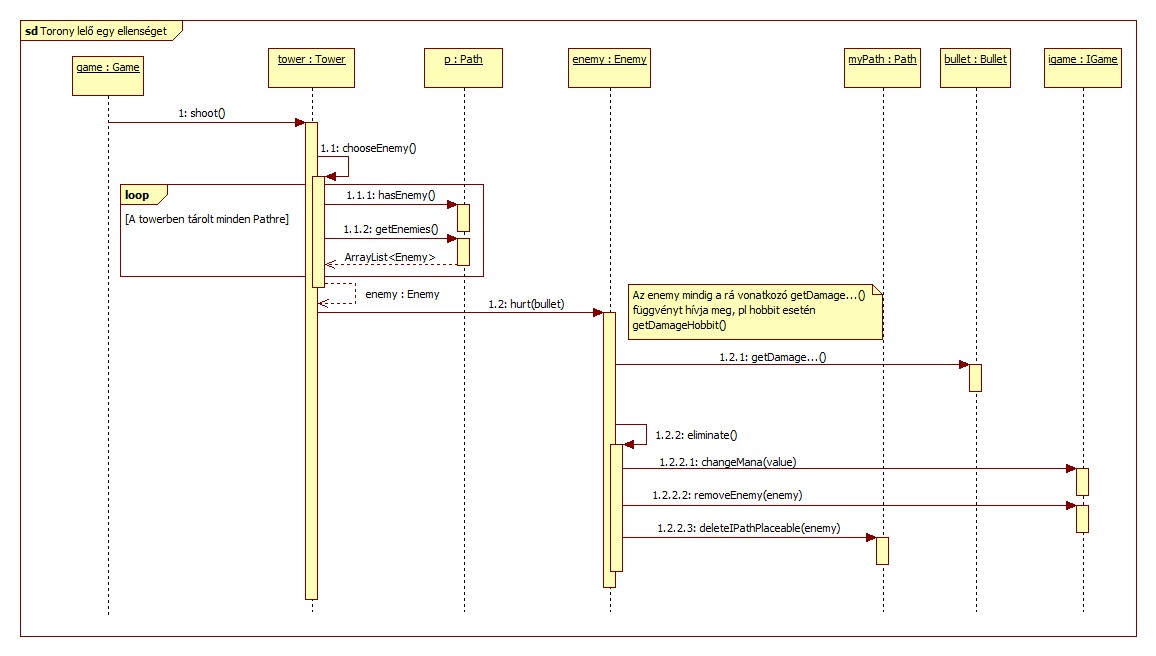 sd Torony lelő egy ellenséget
game : Game
tower : Tower
p : Path
enemy : Enemy
myPath : Path
bullet : Bullet
igame : IGame
1: shoot()
1.1: chooseEnemy()
loop
[A towerben tárolt minden Pathre]
1.1.1: hasEnemy()
1.1.2: getEnemies()
ArrayList<Enemy>
enemy : Enemy
1.2: hurt(bullet)
Az enemy mindig a rá vonatkozó getDamage...()
függvényt hívja meg, pl hobbit esetén
getDamageHobbit()
1.2.1: getDamage...()
1.2.2: eliminate()
1.2.2.1: changeMana(value)
1.2.2.2: removeEnemy(enemy)
1.2.2.3: deleteIPathPlaceable(enemy)